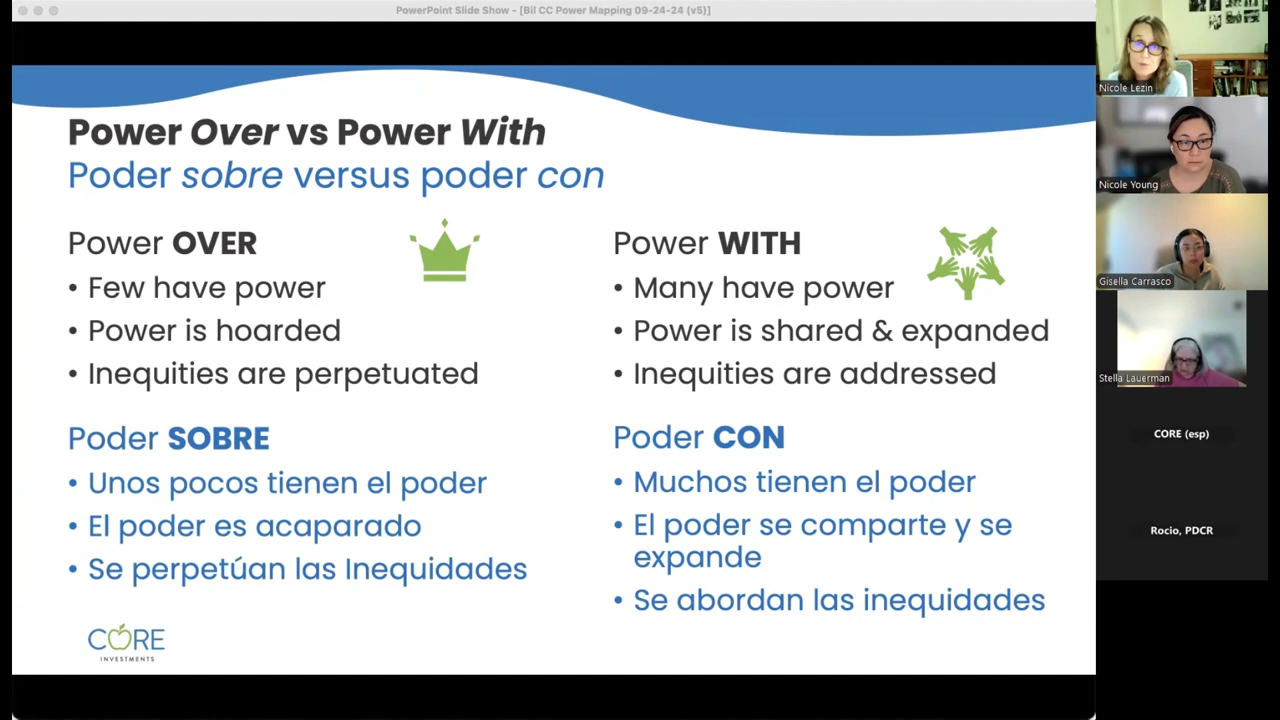 PowerPoint Slide Show - [Bil CC Power Mapping 09-24-24 (v5)]
Power Over vs Power With
Poder sobre versus poder con
Power OVER
• Few have power
• Power is hoarded
• Inequities are perpetuated
Power WITH
• Many have power
• Power is shared & expanded
• Inequities are addressed
Poder SOBRE
• Unos pocos tienen el poder
• El poder es acaparado
• Se perpetúan las Inequidades
Poder CON
• Muchos tienen el poder
• El poder se comparte y se
expande
• Se abordan las inequidades
CORE
INVESTMENTS
Nicole Lezin
Nicole Young
Gisella Carrasco
Stella Lauerman
CORE (esp)
Rocio, PDCR